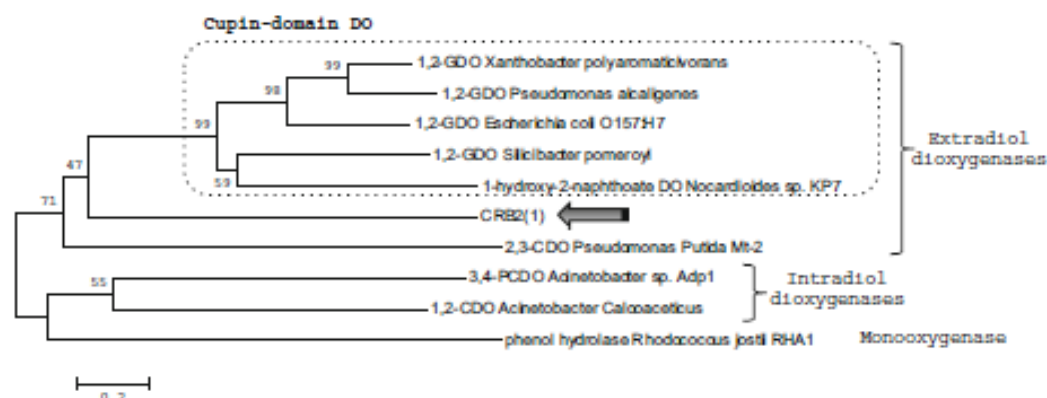 Cupin-domain DO
99
1,2-GDO Xanthobacter polyaromaticivorans
98
1,2-GDO Pseudomonas alcaligenes
99
1,2-GDO Escherichia coli O157:H7
1,2-GDO Silicibacter pomeroyi
59
1-hydroxy-2-naphthoate DO Nocardioides sp. KP7
Extradiol
dioxygenases
47
71
CRB2(1)
2,3-CDO Pseudomonas Putida Mt-2
3,4-PCDO Acinetobacter sp. Adp1
55
1,2-CDO Acinetobacter Calcoaceticus
Intradiol
dioxygenases
phenol hydrolase Rhodococcus jostii RHA1
Monooxygenase
0.2